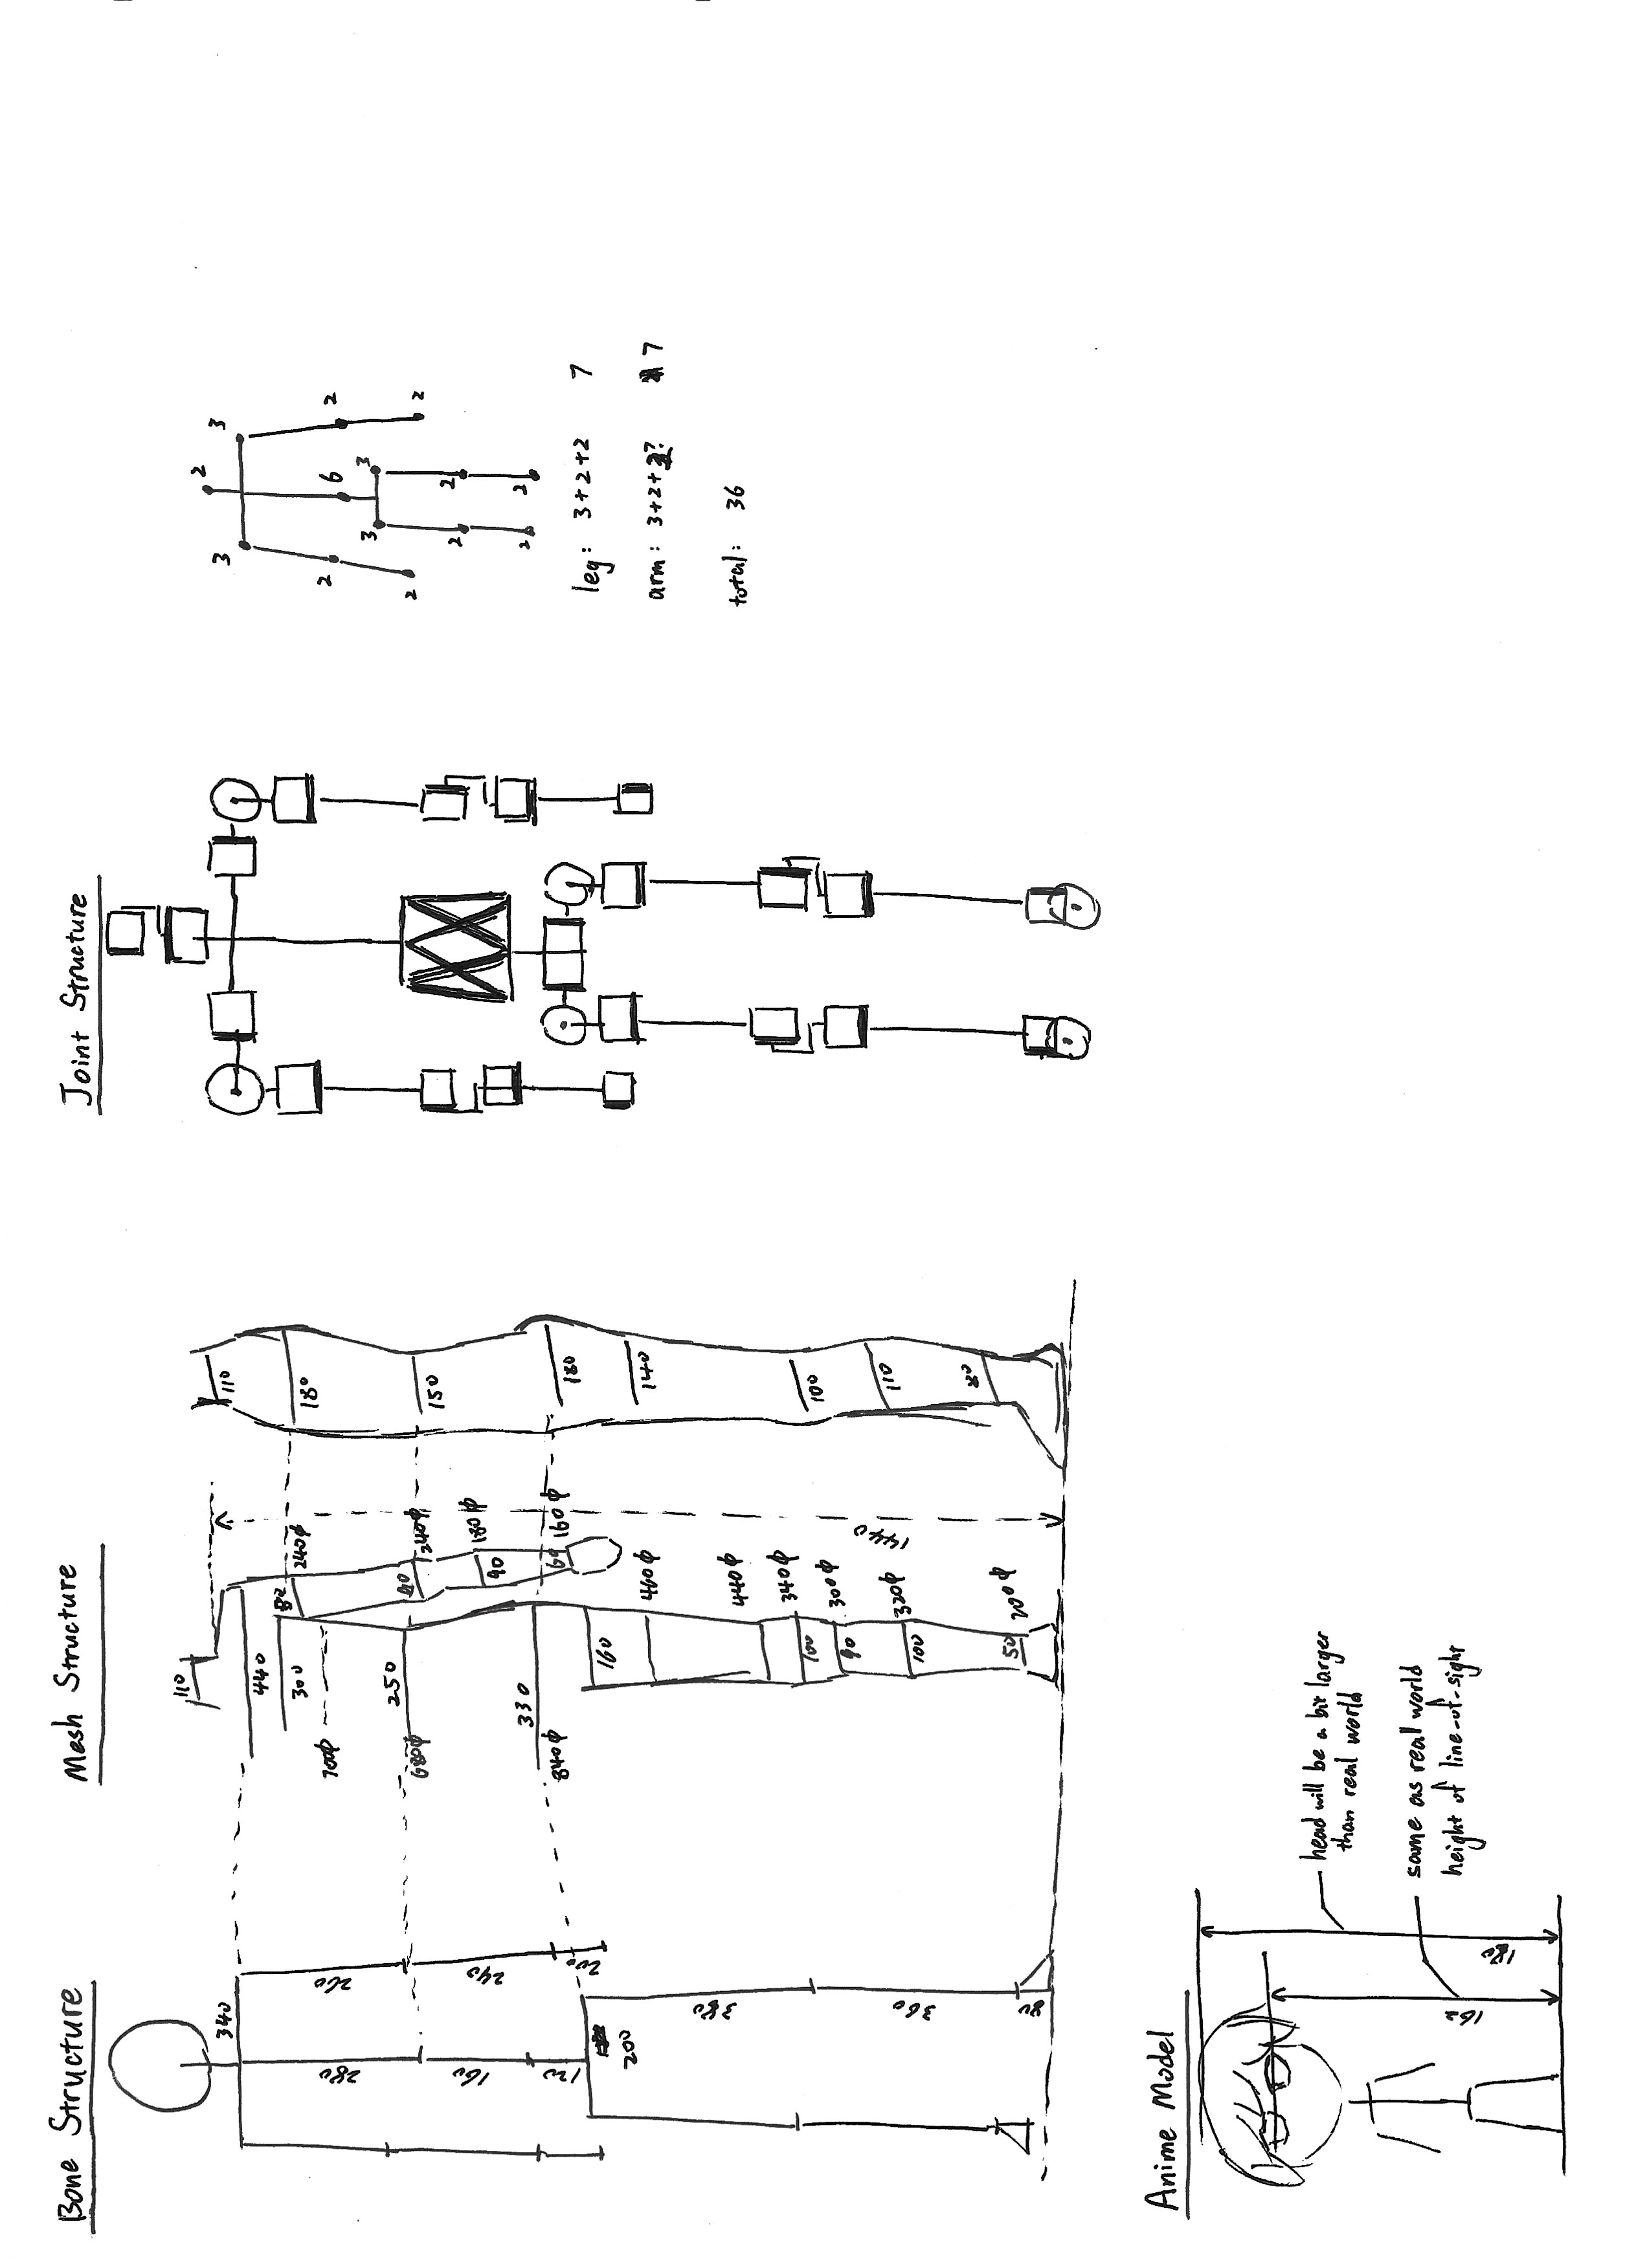 Bone Structure
340
280
260
160
240
120
200
200
380
360
80
Mesh Structure
110
440
300
80
240ϕ
700ϕ
250
680ϕ
90
240ϕ
180ϕ
90
330
840ϕ
60
160ϕ
160
460ϕ
440ϕ
340ϕ
100
300ϕ
90
320ϕ
100
50
200ϕ
1440
110
180
150
180
140
100
110
80
Joint Structure
2
3
3
2
6
2
3
3
2
2
2
2
2
2
leg: 3+2+2 7
arm: 3+2+2? 7
total: 36
Anime Model
head will be a bit larger
than real world
same as real world
height of line-of-sight
162
180